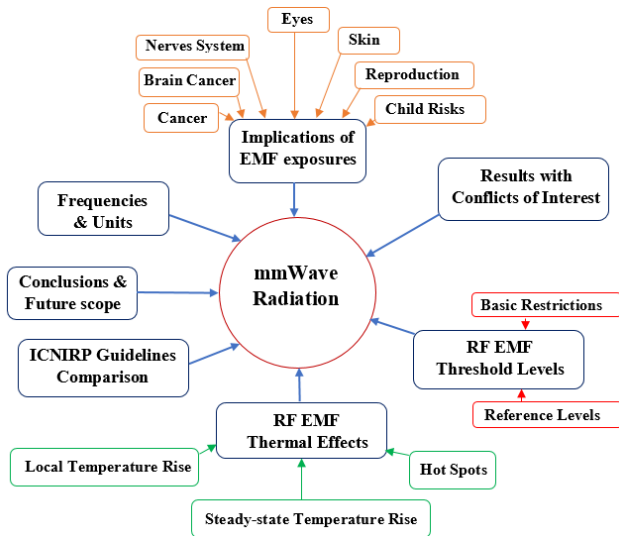 Eyes
Nerves System
Skin
Brain Cancer
Reproduction
Cancer
Child Risks
Implications of
EMF exposures
Frequencies
& Units
Results with
Conflicts of Interest
mmWave
Radiation
Conclusions &
Future scope
Basic Restrictions
ICNIRP Guidelines
Comparison
RF EMF
Threshold Levels
Reference Levels
RF EMF
Thermal Effects
Local Temperature Rise
Hot Spots
Steady-state Temperature Rise